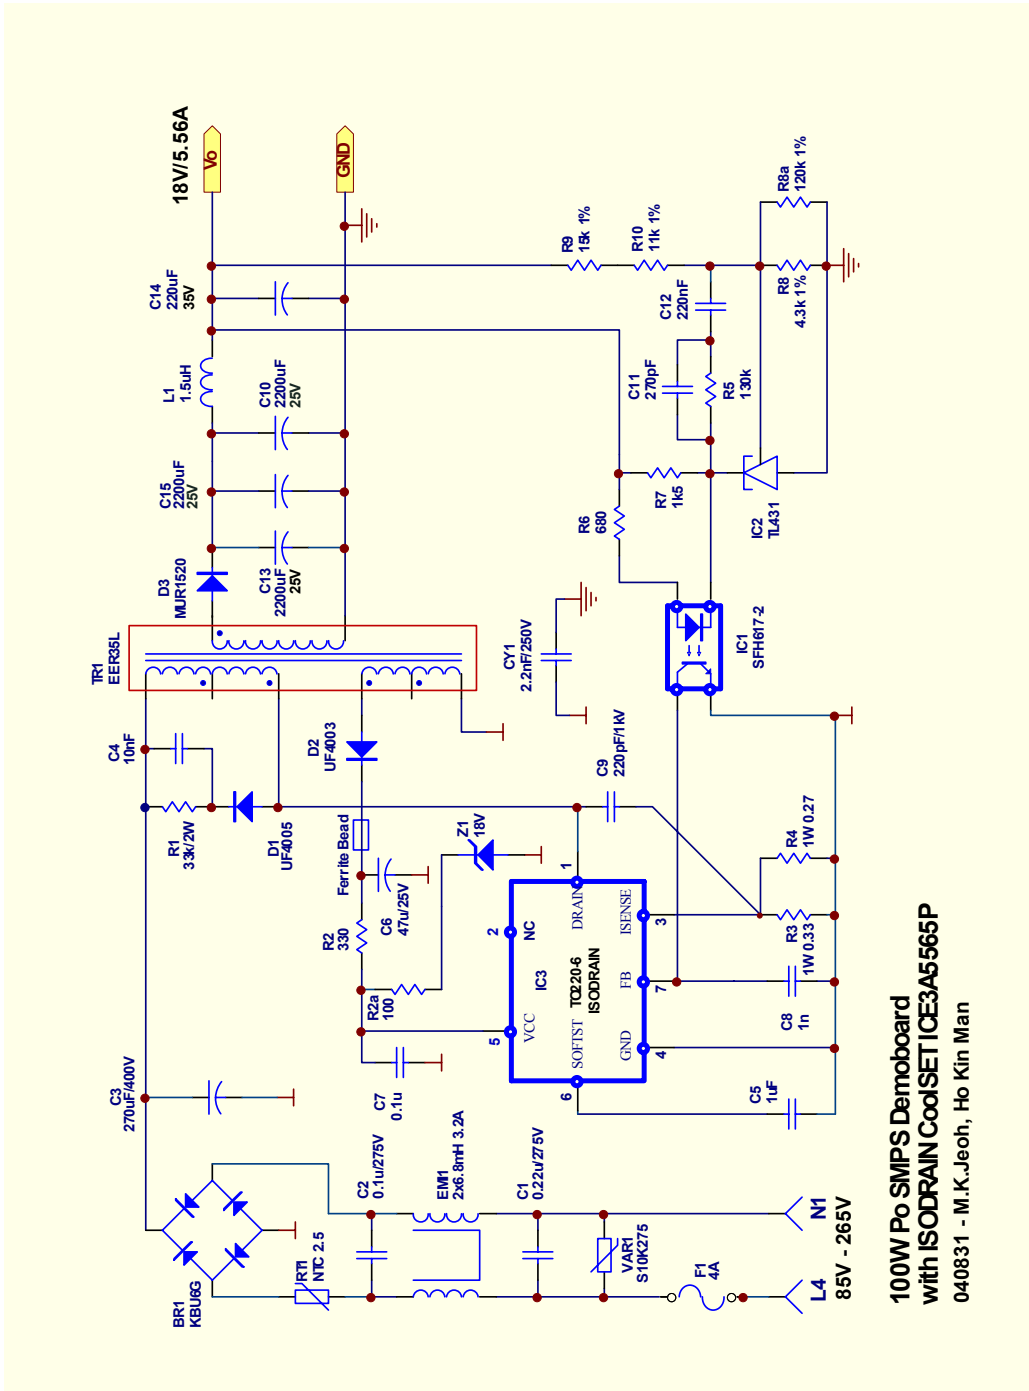 18V/5.56A
Vo
GND
C14
220uF
35V
L1
1.5uH
C10
2200uF
25V
C15
2200uF
25V
C13
2200uF
25V
D3
MUR1520
TR1
EER35L
R9
15k 1%
R10
11k 1%
R8a
120k 1%
R8
4.3k 1%
C12
220nF
C11
270pF
R5
130k
R7
1k5
R6
680
IC2
TL431
IC1
SFH617-2
CY1
2.2nF/250V
C4
10nF
R1
33k/2W
D1
UF4005
D2
UF4003
Ferrite Bead
C6
47u/25V
Z1
18V
R2
330
R2a
100
C7
0.1u
C9
220pF/1kV
R4
1W 0.27
R3
1W 0.33
C8
1n
C5
1uF
IC3
TO220-6
ISODRAIN
1
DRAIN
2
NC
3
ISENSE
4
GND
5
VCC
6
SOFTST
7
FB
C3
270uF/400V
BR1
KBU6G
RT1
NTC 2.5
C2
0.1u/275V
EMI1
2x6.8mH 3.2A
C1
0.22u/275V
VAR1
S10K275
F1
4A
L4
N1
85V - 265V
100W Po SMPS Demoboard
with ISODRAIN CoolSET ICE3A5565P
040831 - M.K.Jeoh, Ho Kin Man